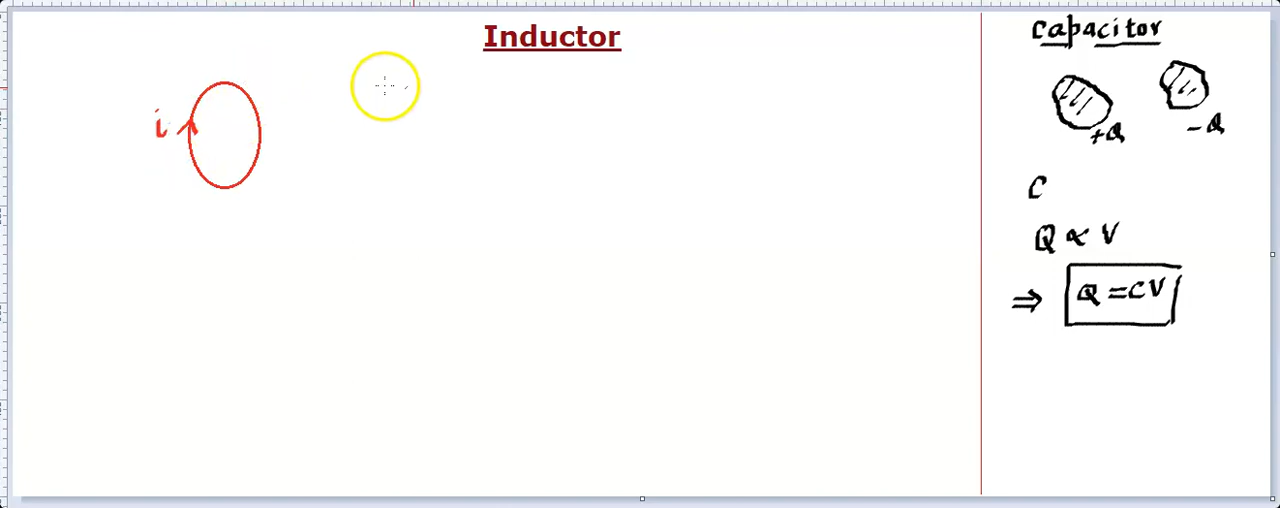 Inductor
i
Capacitor
+Q
-Q
C
Q ∝ V
⇒ Q = CV